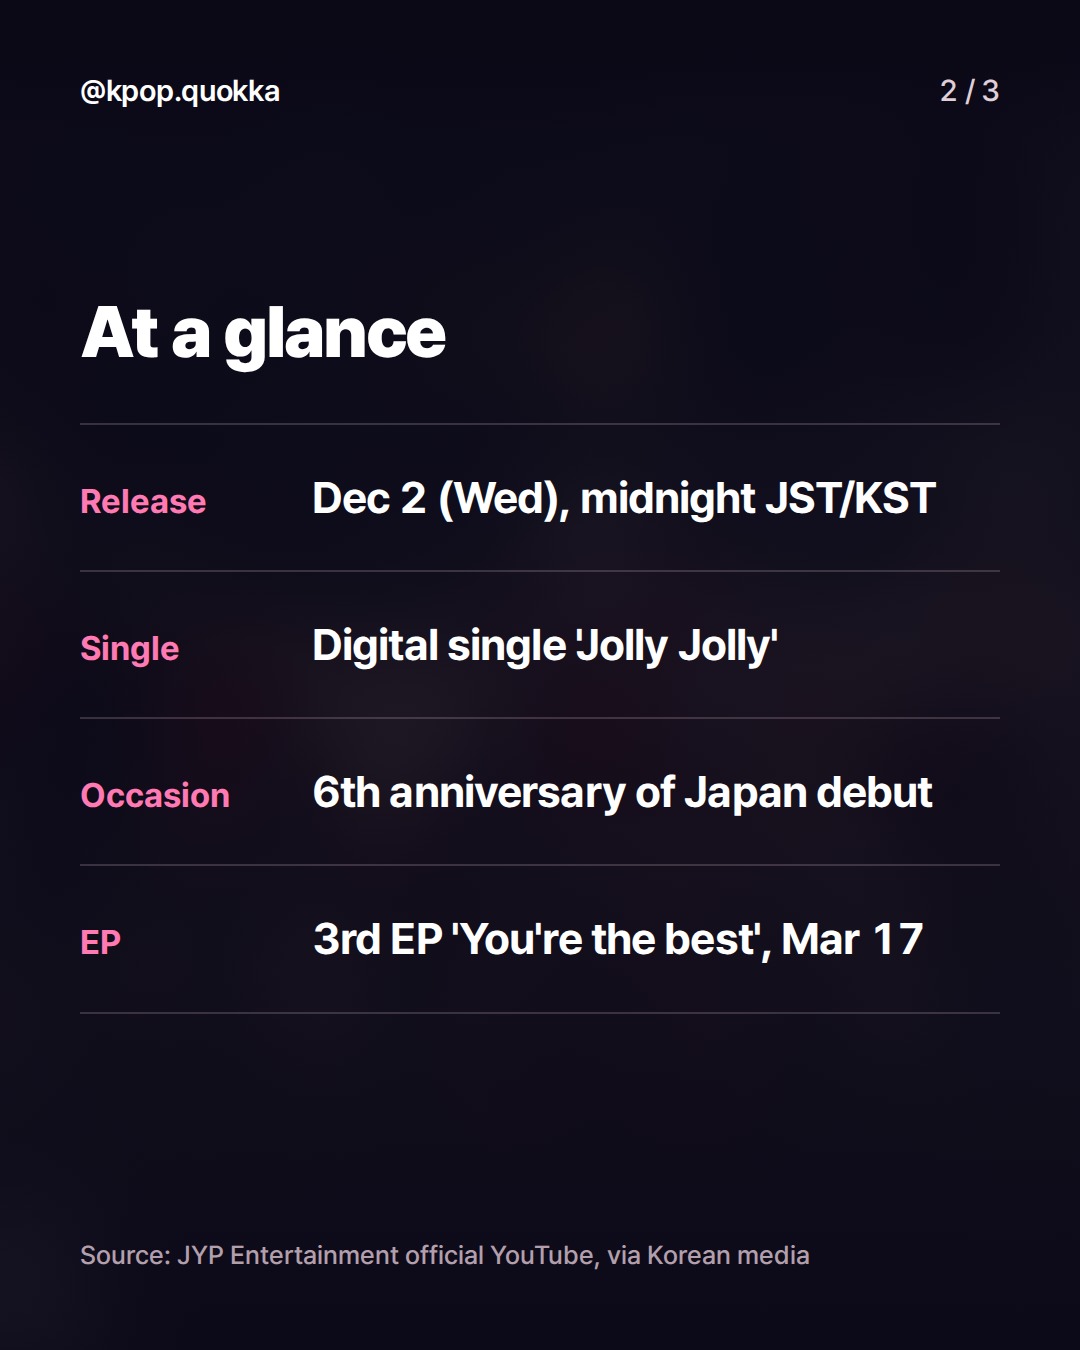 @kpop.quokka
2 / 3
At a glance
Release
Dec 2 (Wed), midnight JST/KST
Single
Digital single 'Jolly Jolly'
Occasion
6th anniversary of Japan debut
EP
3rd EP 'You're the best', Mar 17
Source: JYP Entertainment official YouTube, via Korean media